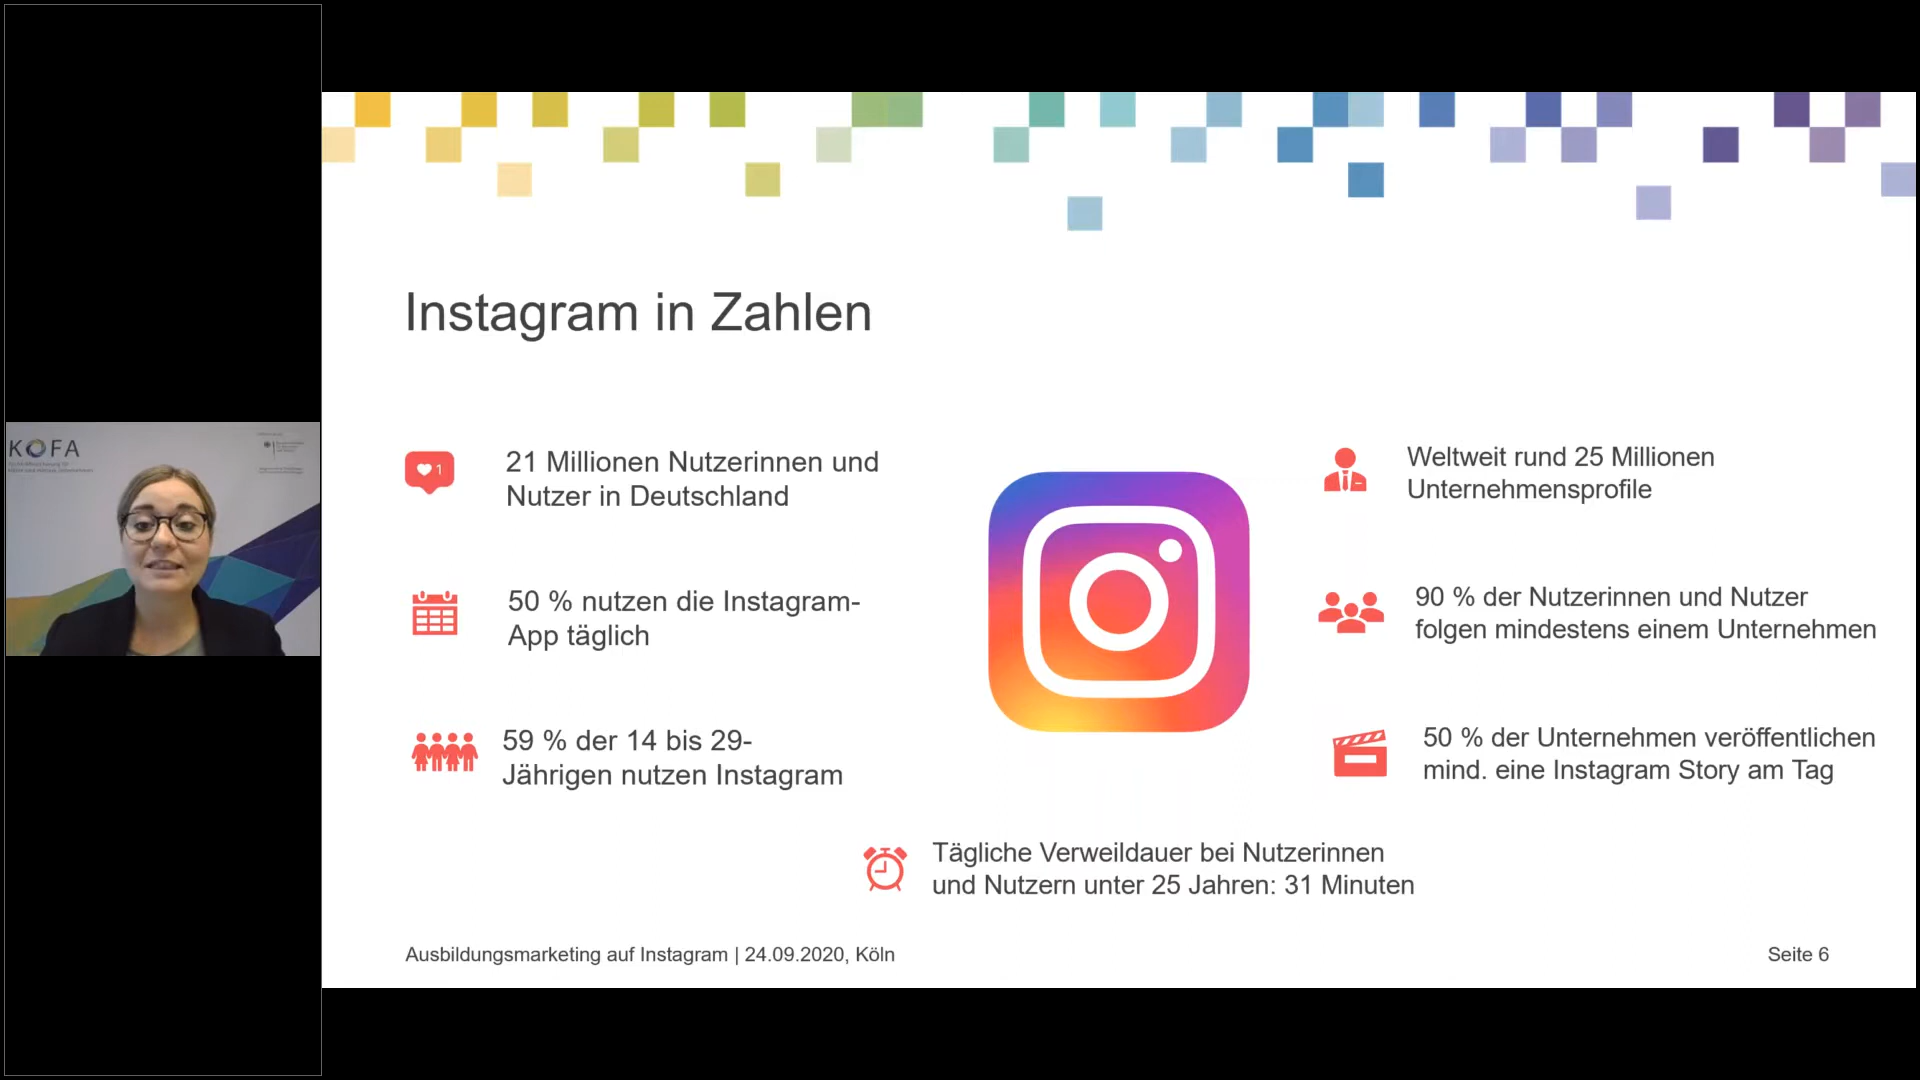 KOFA
Instagram in Zahlen
1
21 Millionen Nutzerinnen und
Nutzer in Deutschland
50 % nutzen die Instagram-
App täglich
59 % der 14 bis 29-
Jährigen nutzen Instagram
Weltweit rund 25 Millionen
Unternehmensprofile
90 % der Nutzerinnen und Nutzer
folgen mindestens einem Unternehmen
50 % der Unternehmen veröffentlichen
mind. eine Instagram Story am Tag
Tägliche Verweildauer bei Nutzerinnen
und Nutzern unter 25 Jahren: 31 Minuten
Ausbildungsmarketing auf Instagram | 24.09.2020, Köln
Seite 6